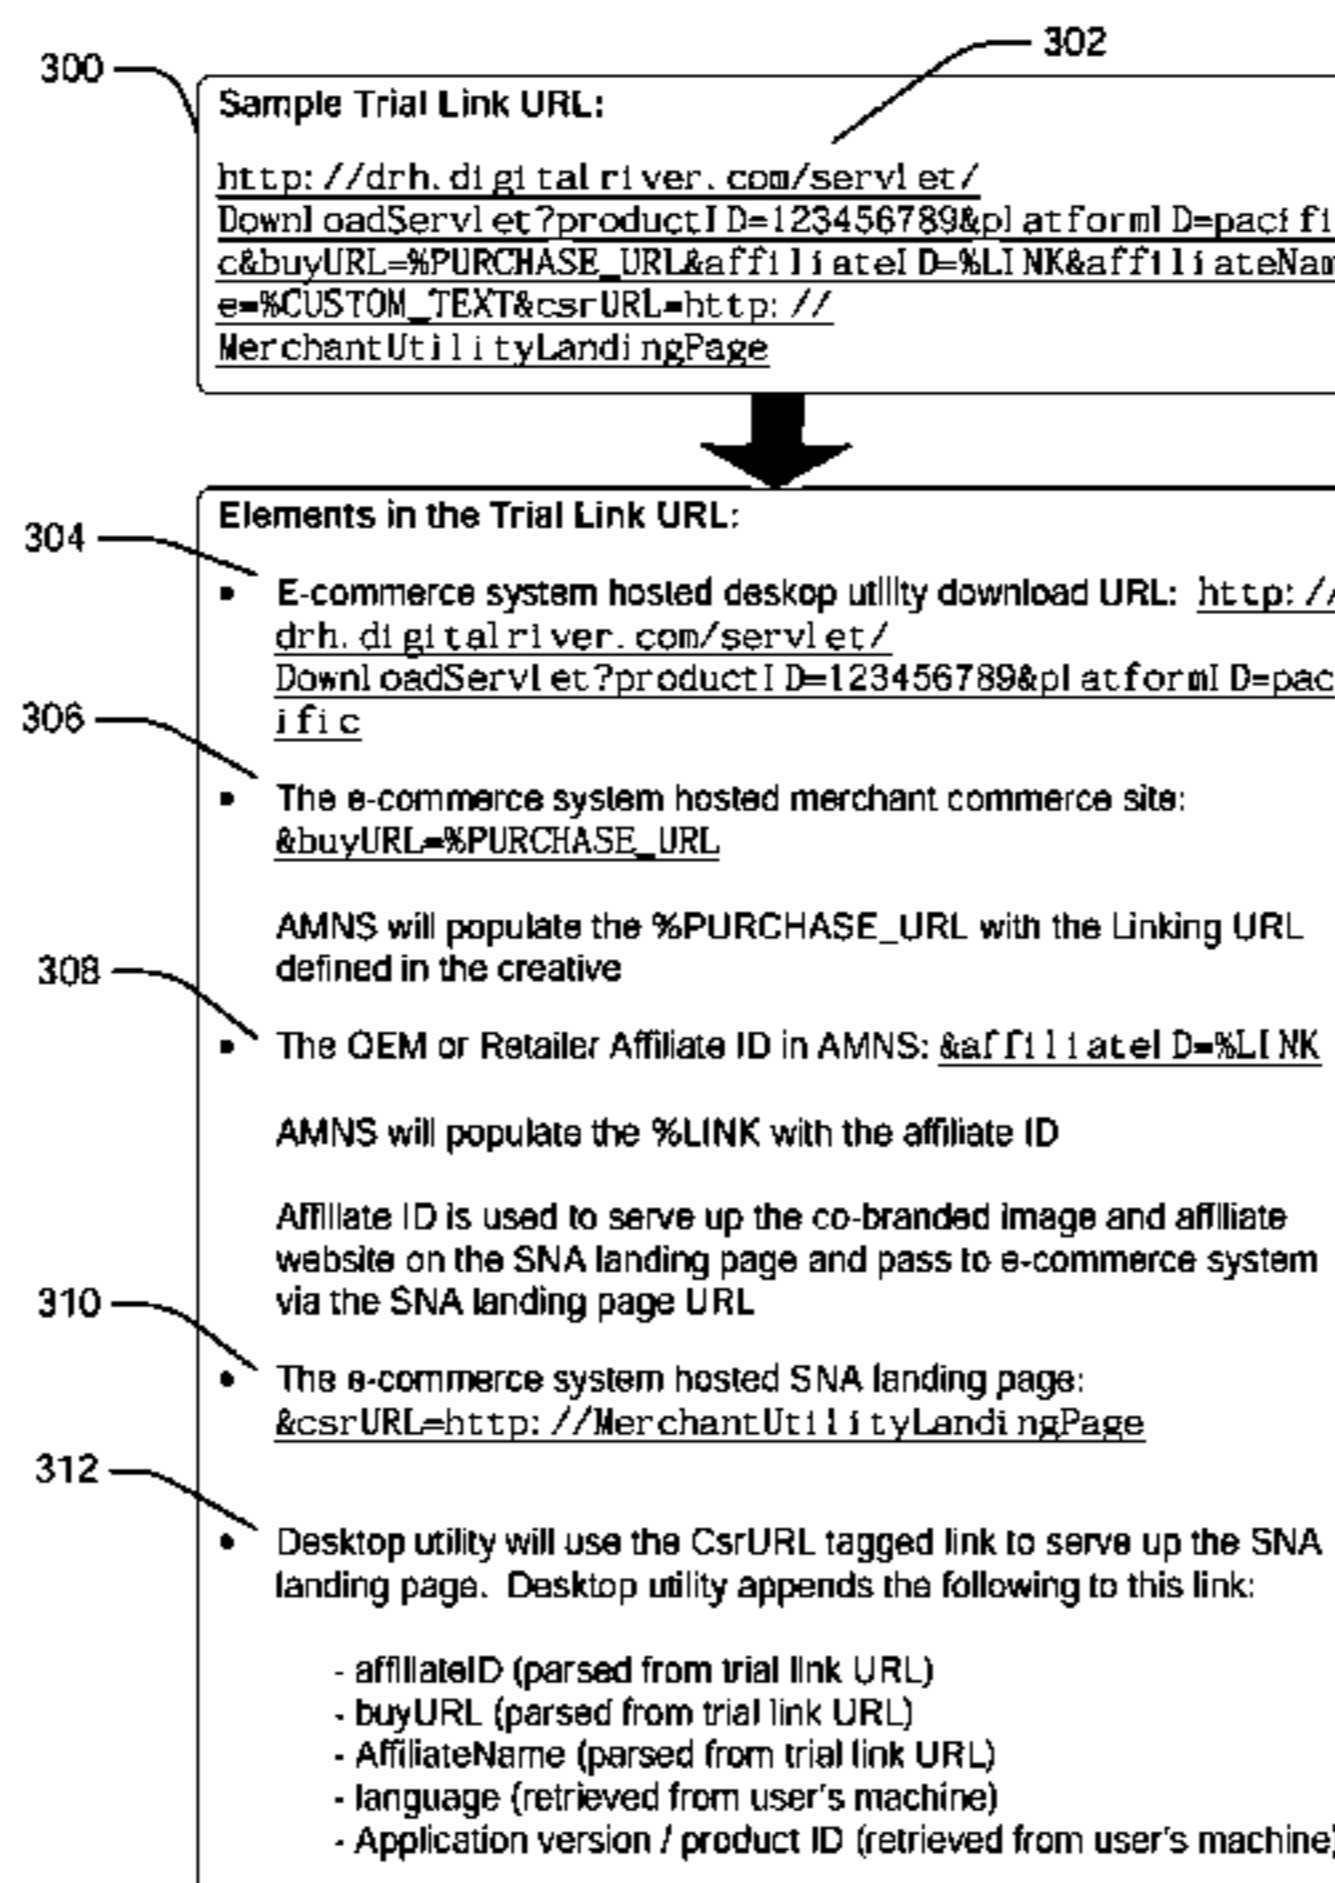 302
300
Sample Trial Link URL:
http://drh.digitalriver.com/servlet/
DownloadServlet?productID=123456789&platformID=pacifi
c&buyURL=%PURCHASE_URL&affiliateID=%LINK&affiliateNam
e=%CUSTOM_TEXT&csrURL=http://
MerchantUtilityLandingPage
Elements in the Trial Link URL:
304
• E-commerce system hosted deskop utility download URL: http://
drh.digitalriver.com/servlet/
DownloadServlet?productID=123456789&platformID=pac
ific
306
• The e-commerce system hosted merchant commerce site:
&buyURL=%PURCHASE_URL
AMNS will populate the %PURCHASE_URL with the Linking URL
defined in the creative
308
• The OEM or Retailer Affiliate ID in AMNS: &affiliateID=%LINK
AMNS will populate the %LINK with the affiliate ID
Affiliate ID is used to serve up the co-branded image and affiliate
website on the SNA landing page and pass to e-commerce system
via the SNA landing page URL
310
• The e-commerce system hosted SNA landing page:
&csrURL=http://MerchantUtilityLandingPage
312
• Desktop utility will use the CsrURL tagged link to serve up the SNA
landing page. Desktop utility appends the following to this link:
- affiliateID (parsed from trial link URL)
- buyURL (parsed from trial link URL)
- AffiliateName (parsed from trial link URL)
- language (retrieved from user's machine)
- Application version / product ID (retrieved from user's machine)